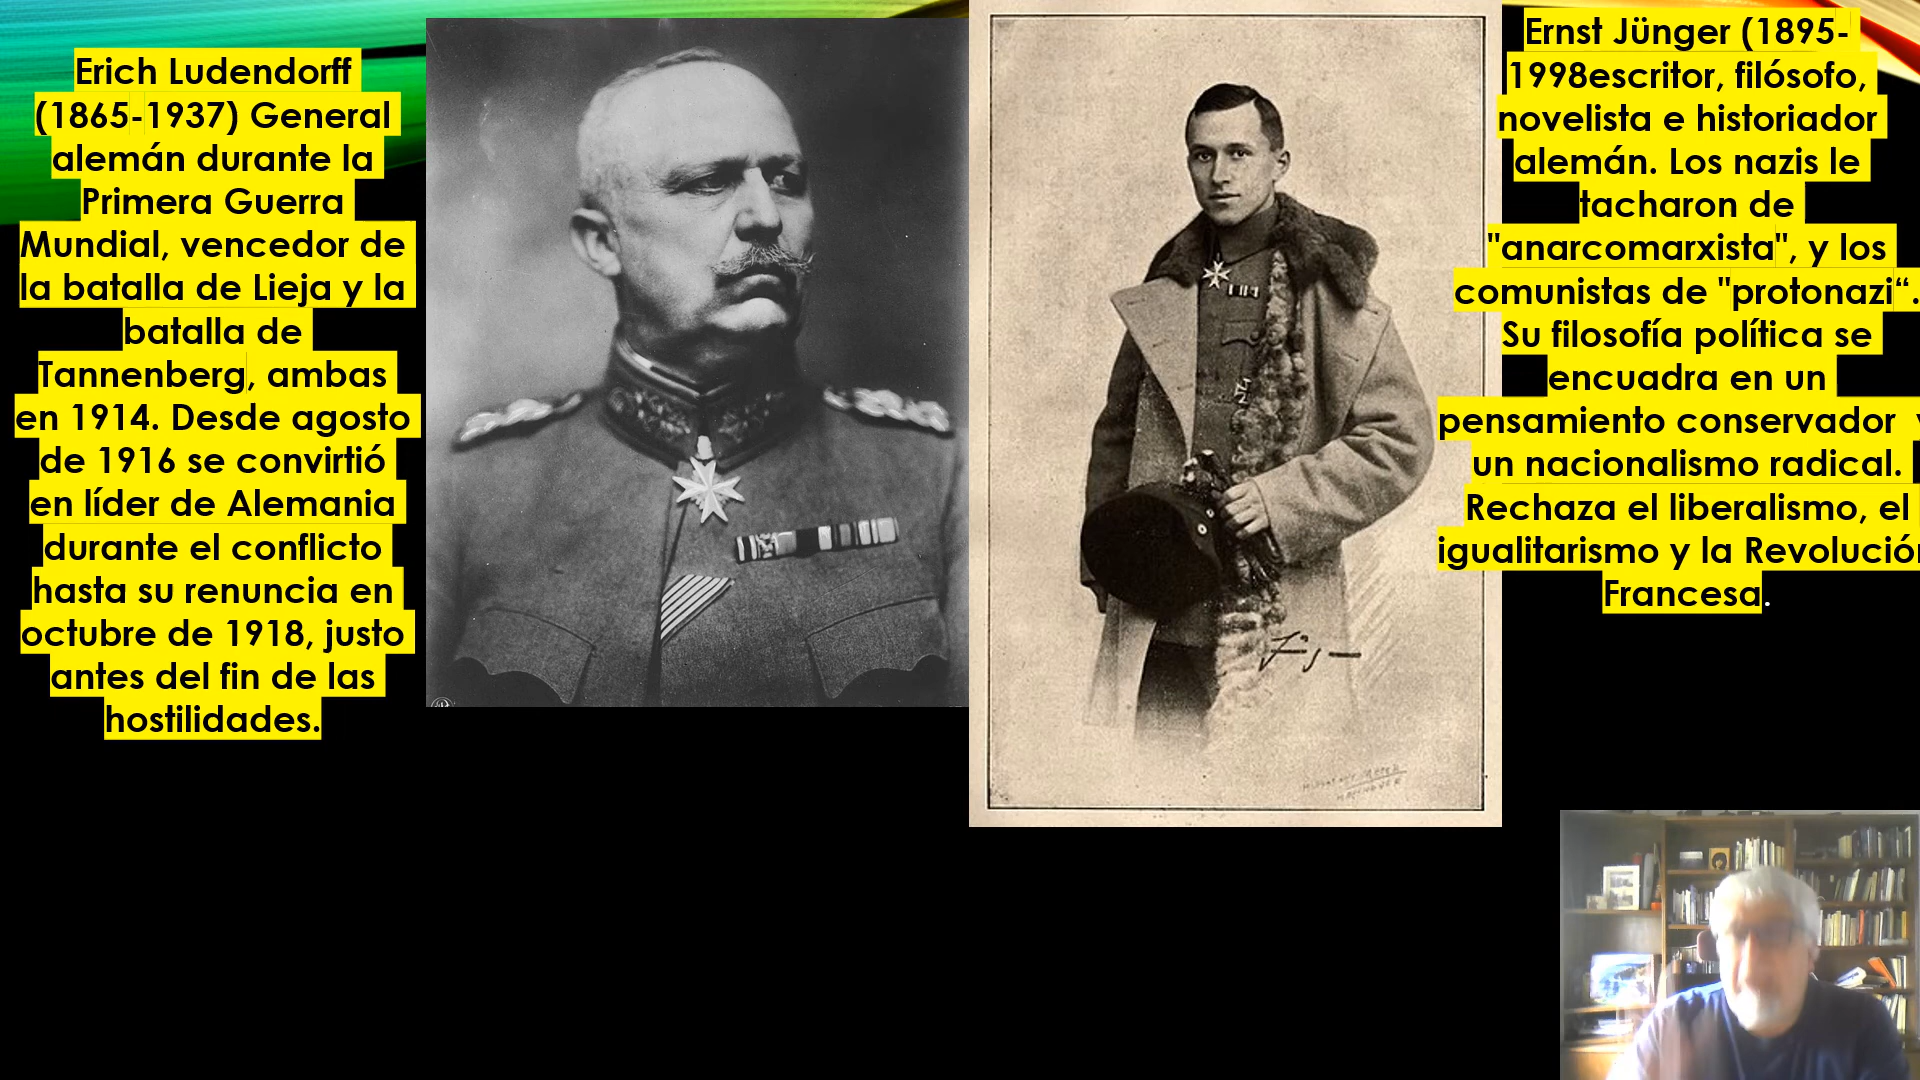 Erich Ludendorff
(1865-1937) General
alemán durante la
Primera Guerra
Mundial, vencedor de
la batalla de Lieja y la
batalla de
Tannenberg, ambas
en 1914. Desde agosto
de 1916 se convirtió
en líder de Alemania
durante el conflicto
hasta su renuncia en
octubre de 1918, justo
antes del fin de las
hostilidades.
Ernst Jünger (1895-
1998escritor, filósofo,
novelista e historiador
alemán. Los nazis le
tacharon de
"anarcomarxista", y los
comunistas de "protonazi“.
Su filosofía política se
encuadra en un
pensamiento conservador y
un nacionalismo radical.
Rechaza el liberalismo, el
igualitarismo y la Revolución
Francesa.